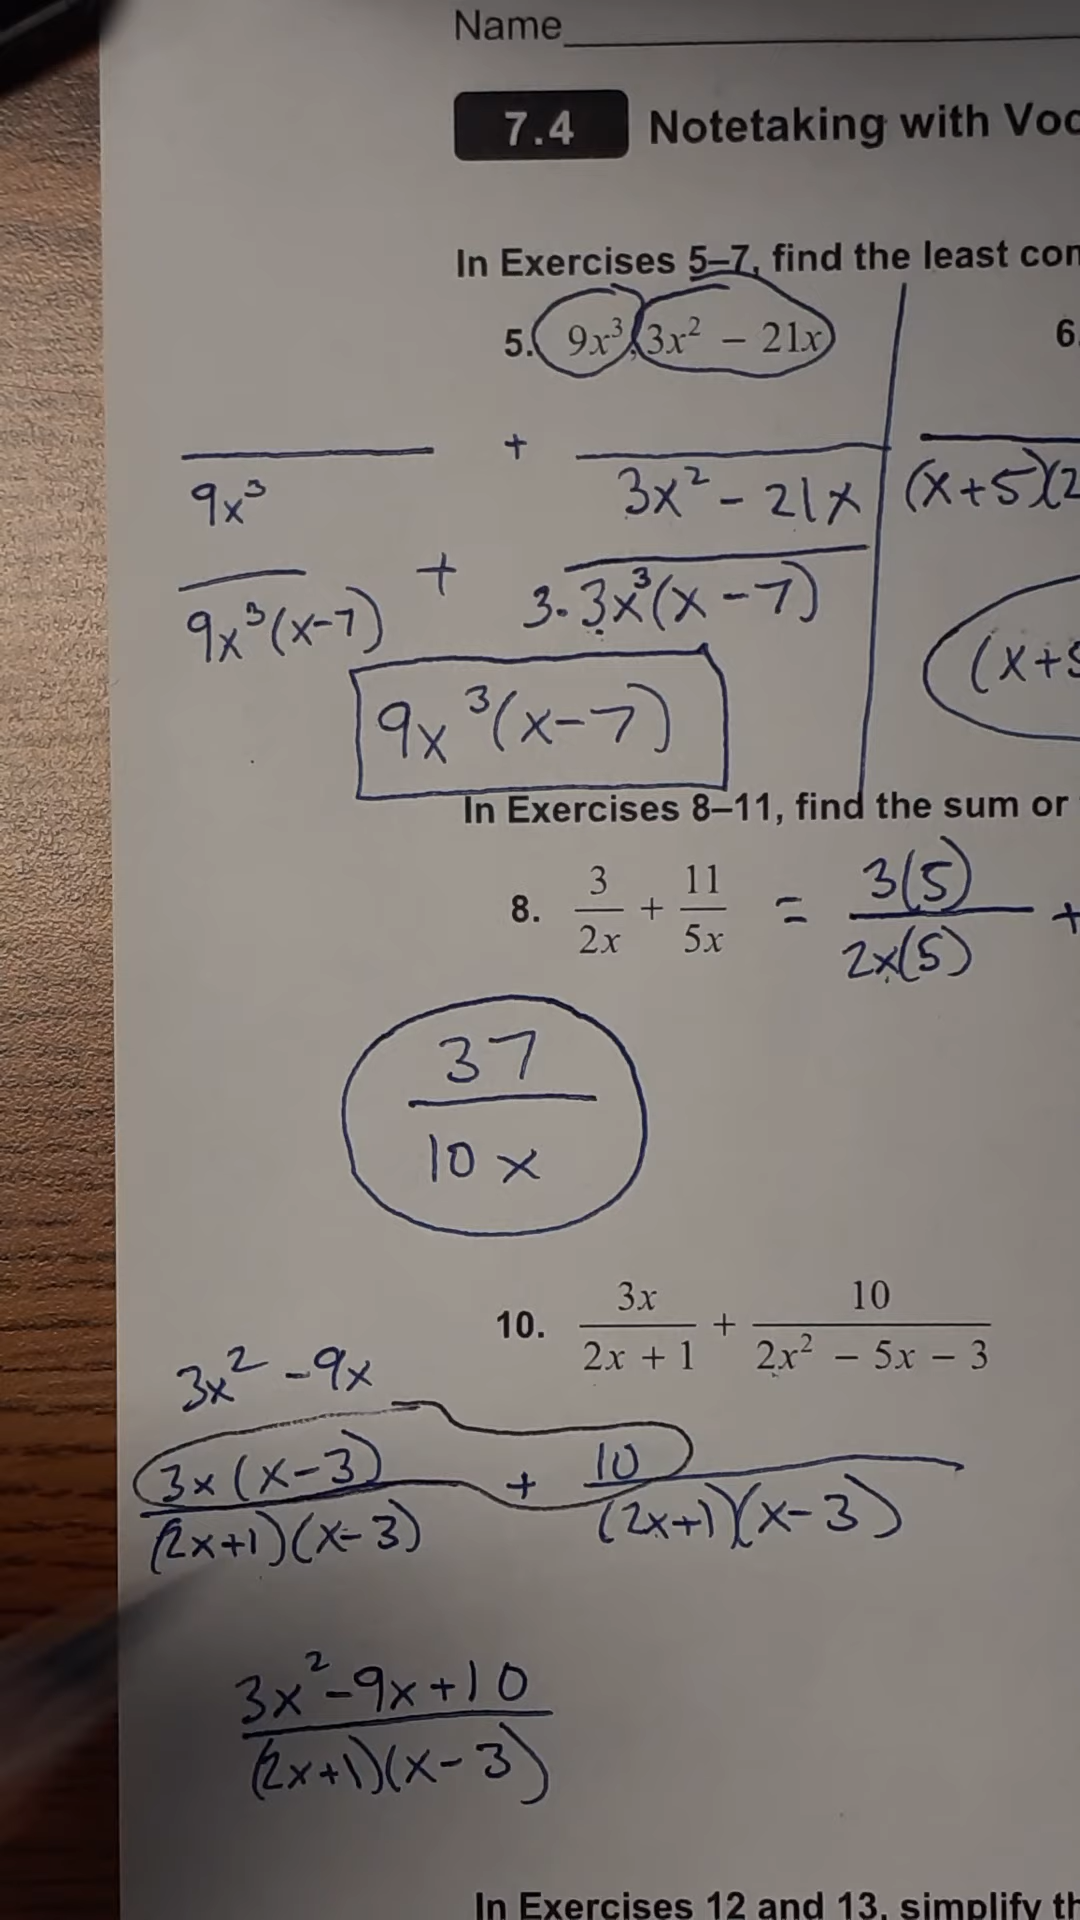 Name
7.4 Notetaking with Voc
In Exercises 5–7, find the least com
5. 9x³, 3x² – 21x
6.
+
9x³ 3x² - 21x (x+5)(2
+
9x³(x-7) 3·3x³(x-7)
(x+5
9x³(x-7)
In Exercises 8–11, find the sum or
8. 3/2x + 11/5x = 3(5)/2x(5) +
37/10x
10. 3x/(2x + 1) + 10/(2x² – 5x – 3)
3x² - 9x
3x(x-3)/(2x+1)(x-3) + 10/(2x+1)(x-3)
3x²-9x+10/(2x+1)(x-3)
In Exercises 12 and 13, simplify th